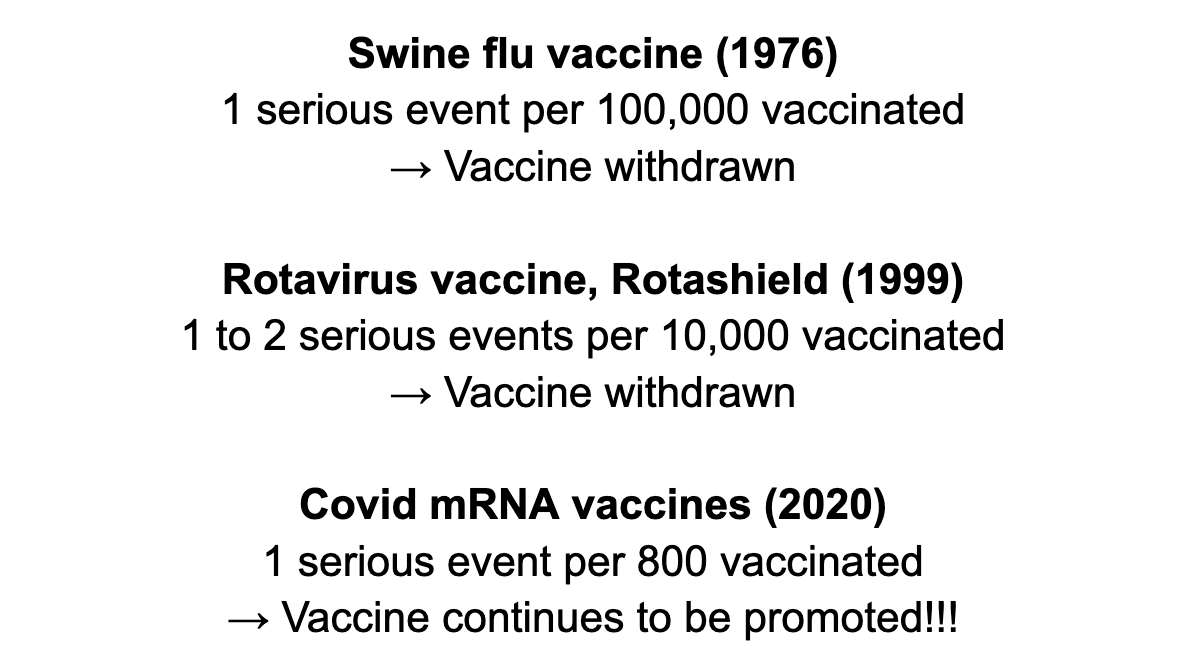 Swine flu vaccine (1976)
1 serious event per 100,000 vaccinated
→ Vaccine withdrawn
Rotavirus vaccine, Rotashield (1999)
1 to 2 serious events per 10,000 vaccinated
→ Vaccine withdrawn
Covid mRNA vaccines (2020)
1 serious event per 800 vaccinated
→ Vaccine continues to be promoted!!!